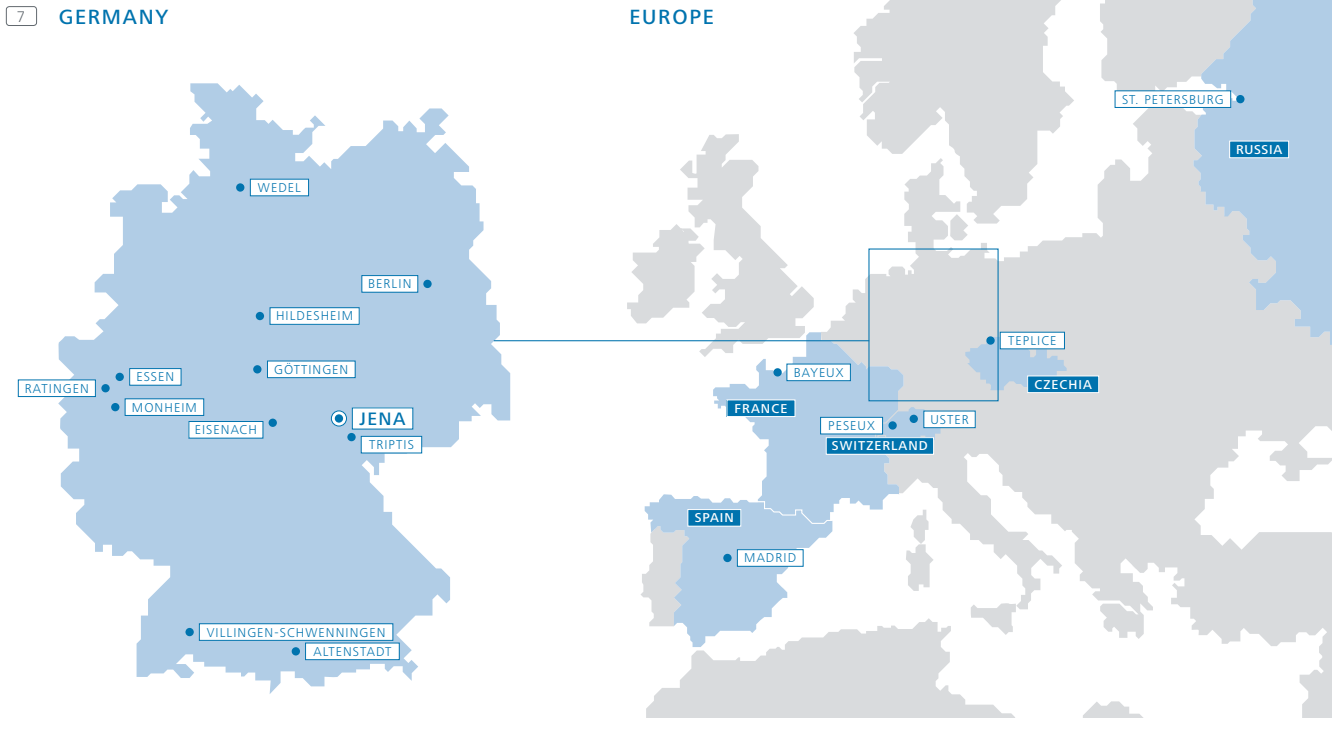 7 GERMANY
WEDEL
BERLIN
HILDESHEIM
GÖTTINGEN
ESSEN
RATINGEN
MONHEIM
JENA
EISENACH
TRIPTIS
VILLINGEN-SCHWENNINGEN
ALTENSTADT
EUROPE
ST. PETERSBURG
RUSSIA
TEPLICE
BAYEUX
CZECHIA
FRANCE
USTER
PESEUX
SWITZERLAND
SPAIN
MADRID